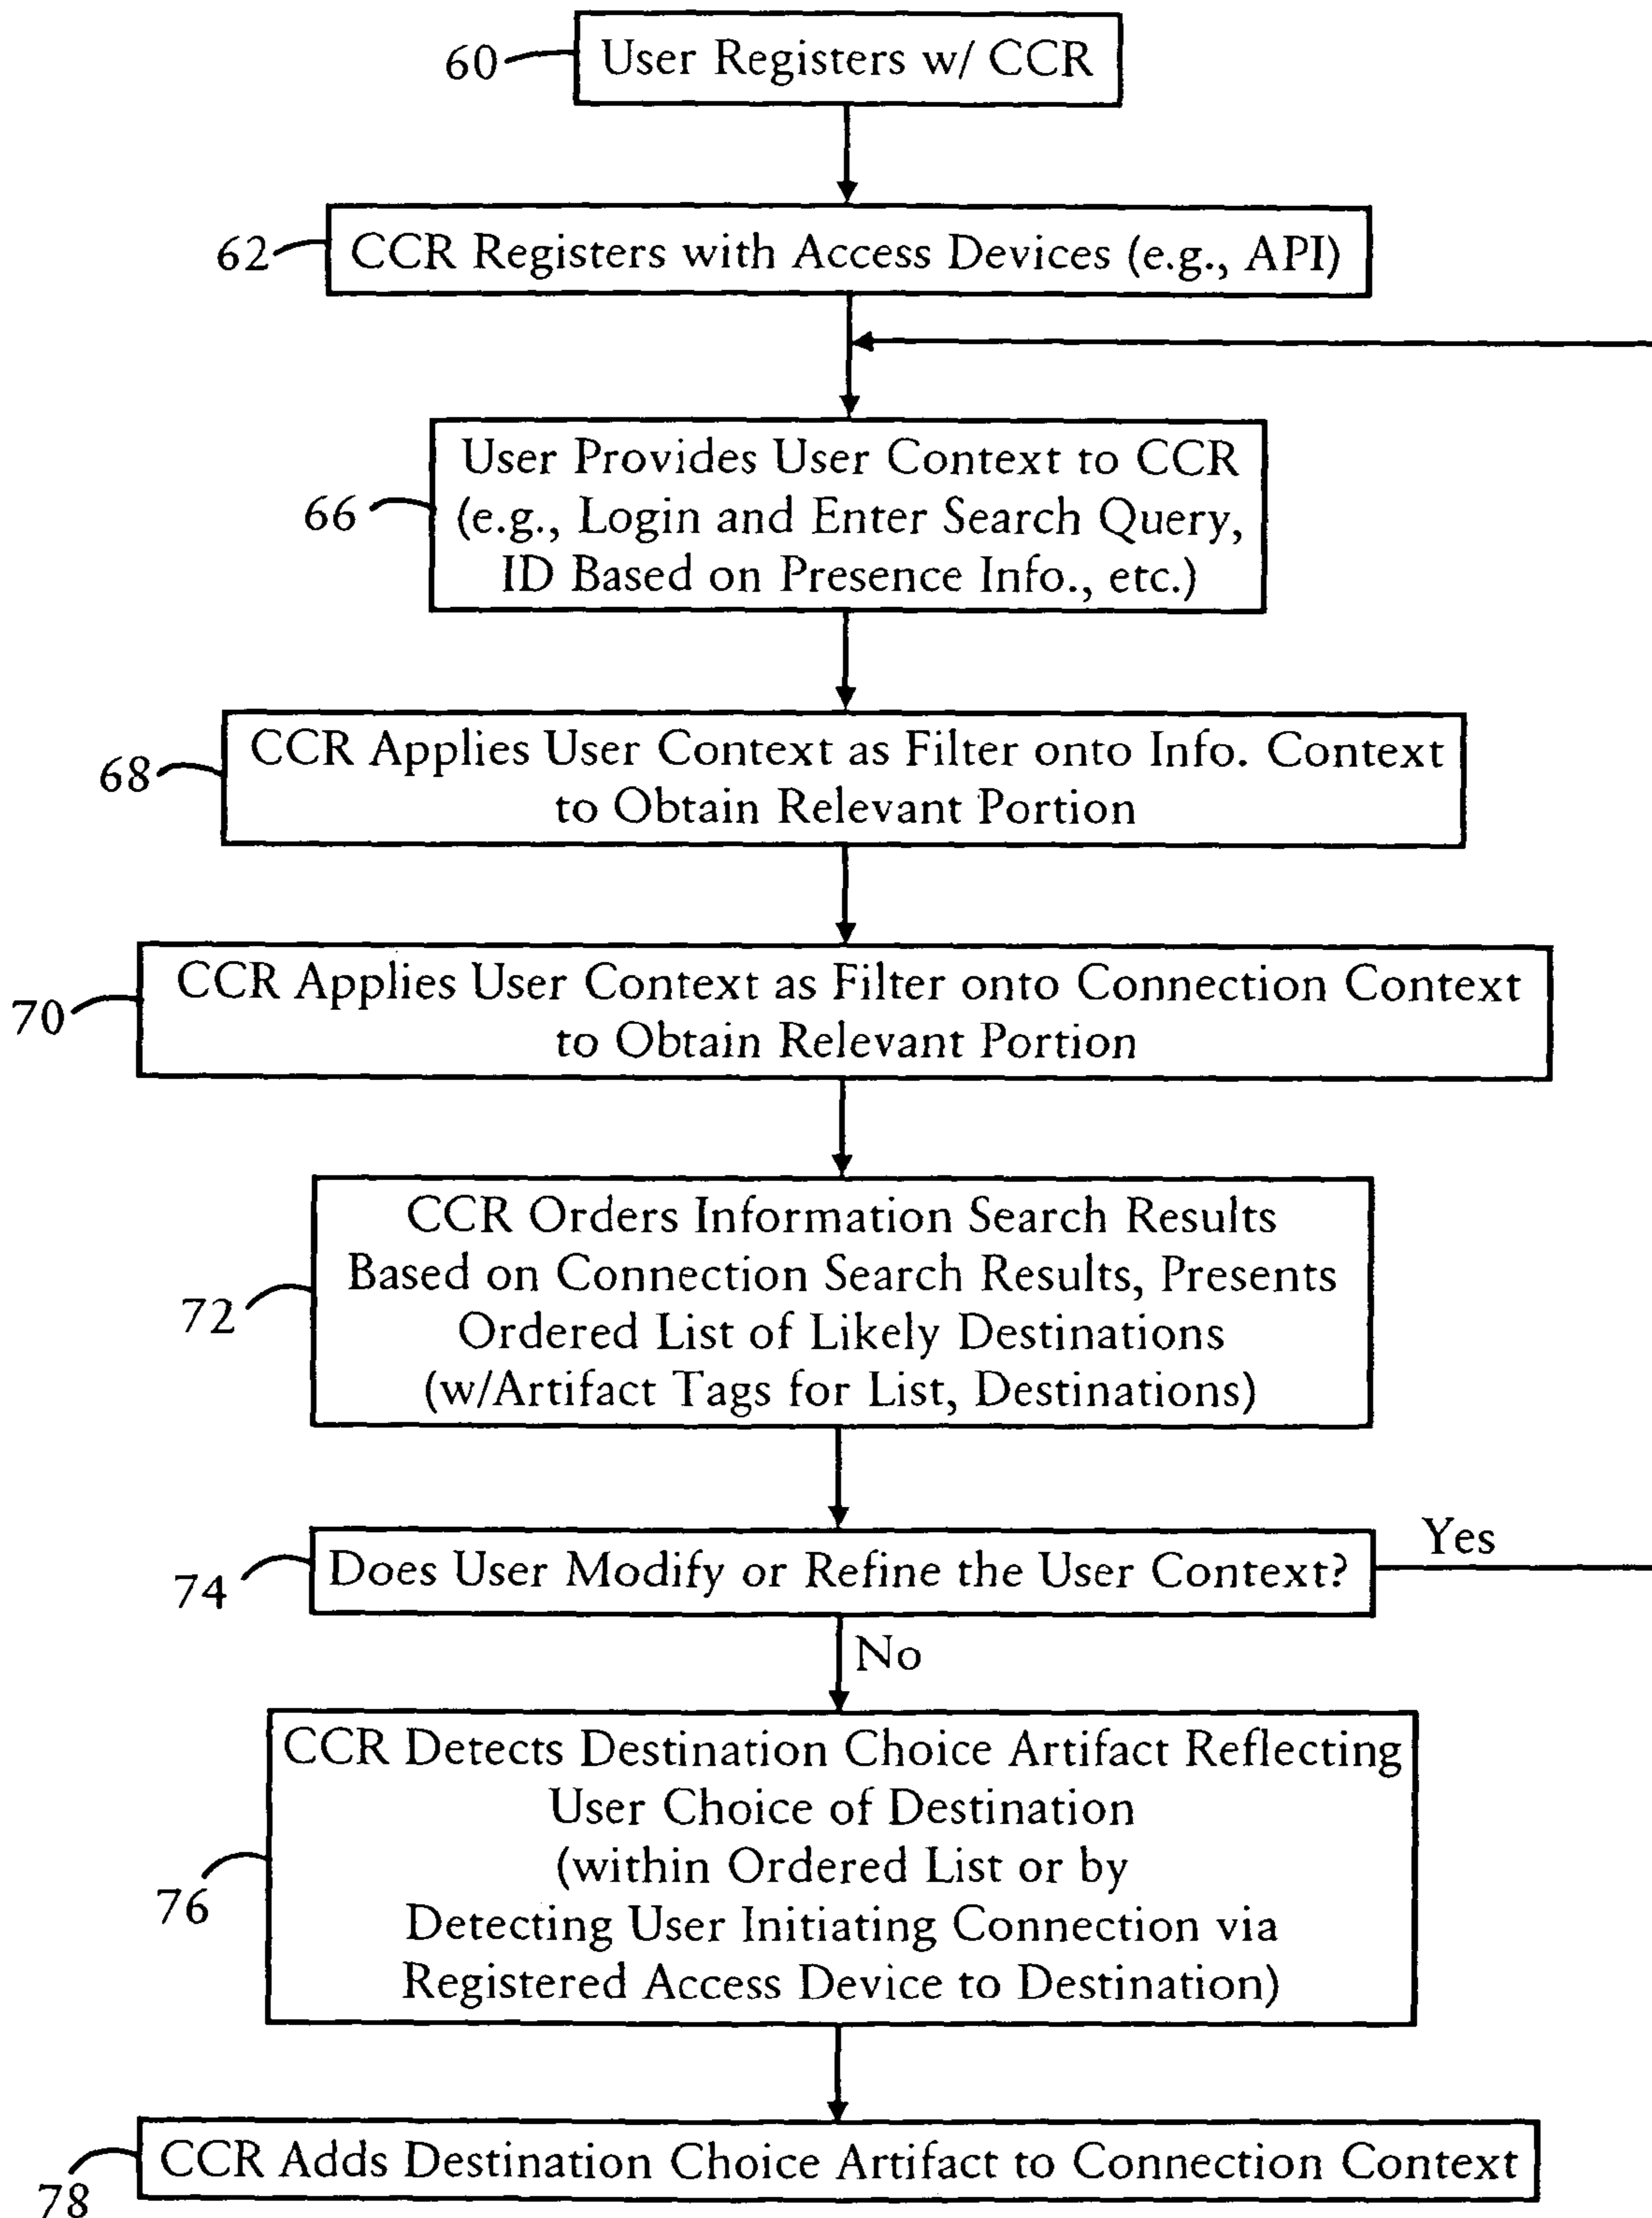 60
User Registers w/ CCR
62
CCR Registers with Access Devices (e.g., API)
66
User Provides User Context to CCR
(e.g., Login and Enter Search Query,
ID Based on Presence Info., etc.)
68
CCR Applies User Context as Filter onto Info. Context
to Obtain Relevant Portion
70
CCR Applies User Context as Filter onto Connection Context
to Obtain Relevant Portion
72
CCR Orders Information Search Results
Based on Connection Search Results, Presents
Ordered List of Likely Destinations
(w/Artifact Tags for List, Destinations)
74
Does User Modify or Refine the User Context?
Yes
No
76
CCR Detects Destination Choice Artifact Reflecting
User Choice of Destination
(within Ordered List or by
Detecting User Initiating Connection via
Registered Access Device to Destination)
78
CCR Adds Destination Choice Artifact to Connection Context